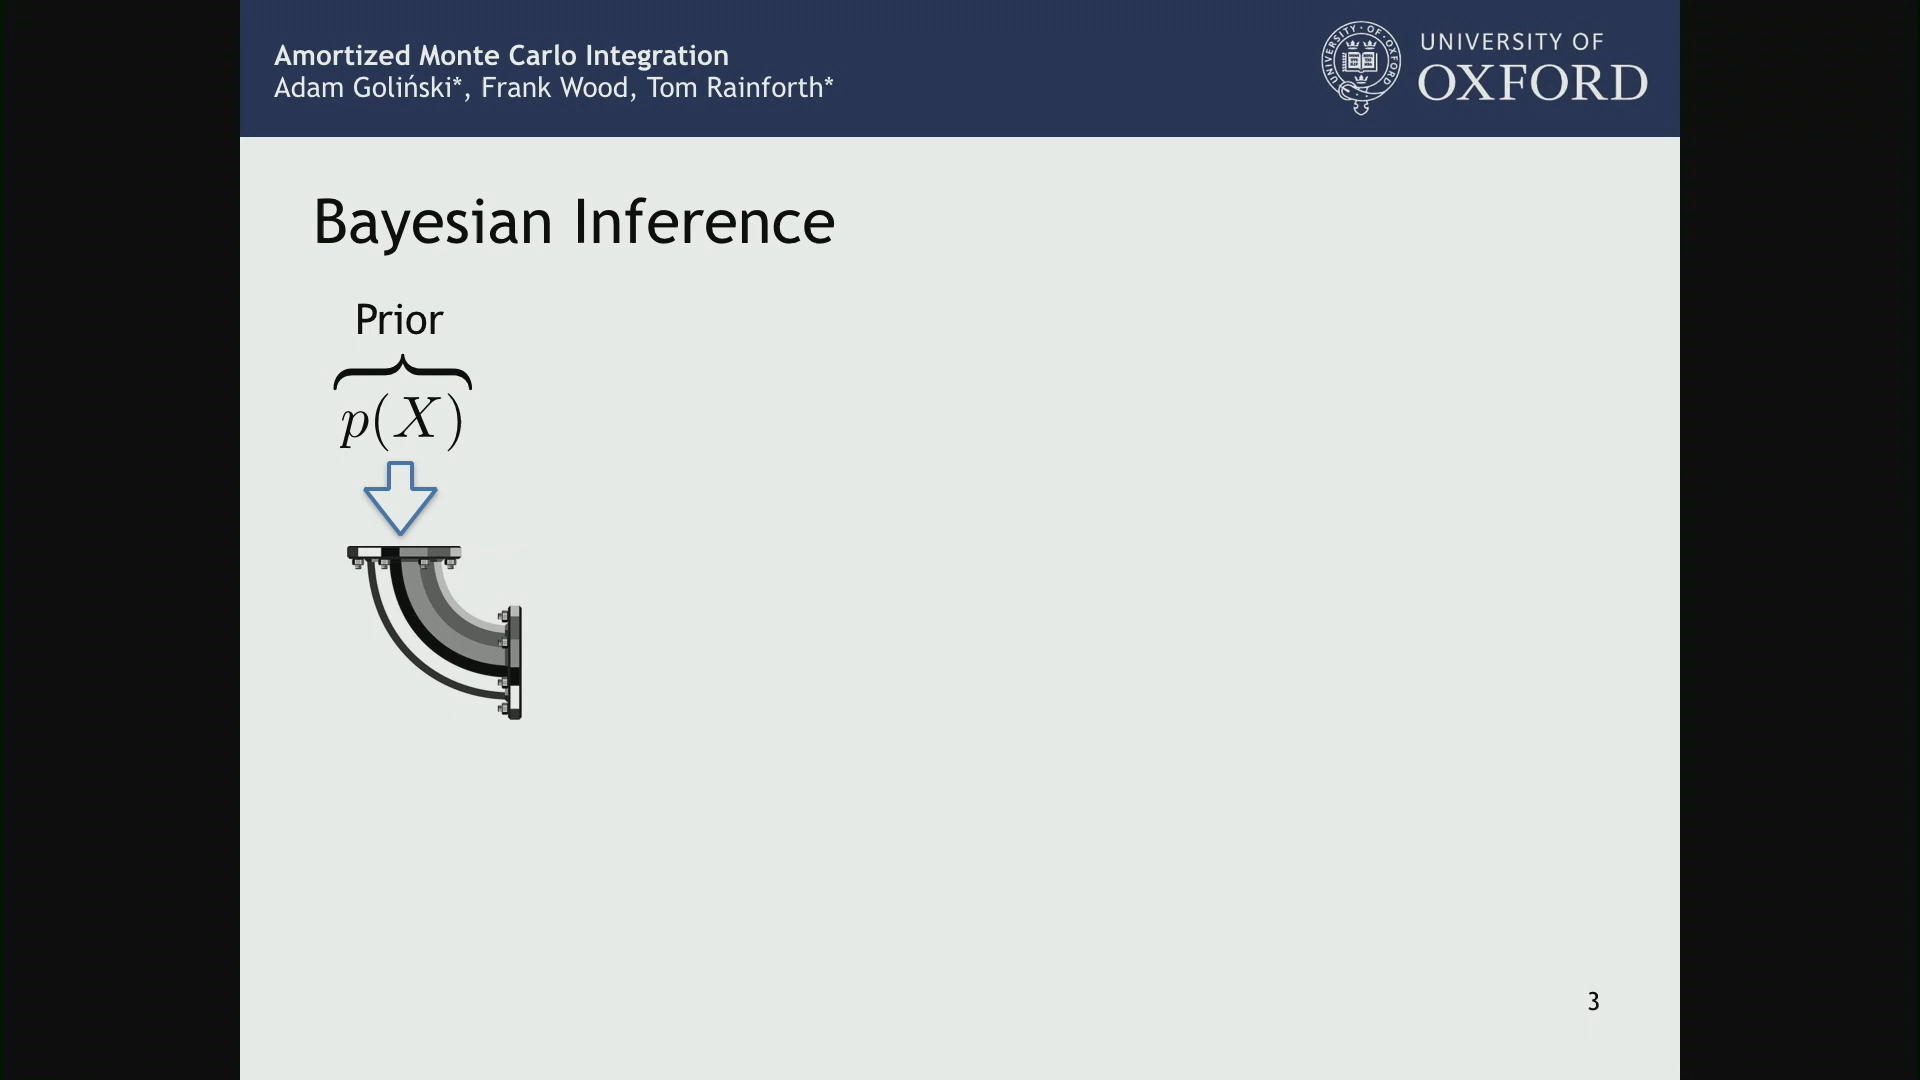 Amortized Monte Carlo Integration
Adam Goliński*, Frank Wood, Tom Rainforth*
UNIVERSITY OF
OXFORD
Bayesian Inference
Prior
p(X)
3